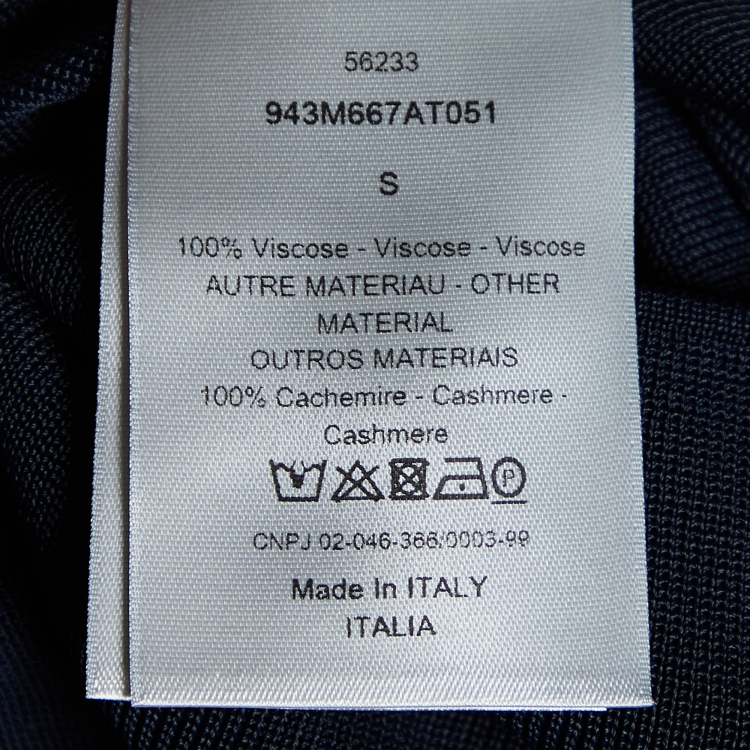 56233
943M667AT051
S
100% Viscose - Viscose - Viscose
AUTRE MATERIAU - OTHER
MATERIAL
OUTROS MATERIAIS
100% Cachemire - Cashmere -
Cashmere
P
CNPJ 02-046-366/0003-99
Made In ITALY
ITALIA